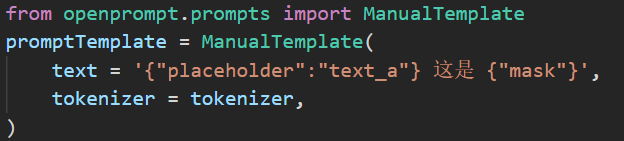 from openprompt.prompts import ManualTemplate
promptTemplate = ManualTemplate(
    text = '{"placeholder":"text_a"} 这是 {"mask"}',
    tokenizer = tokenizer,
)